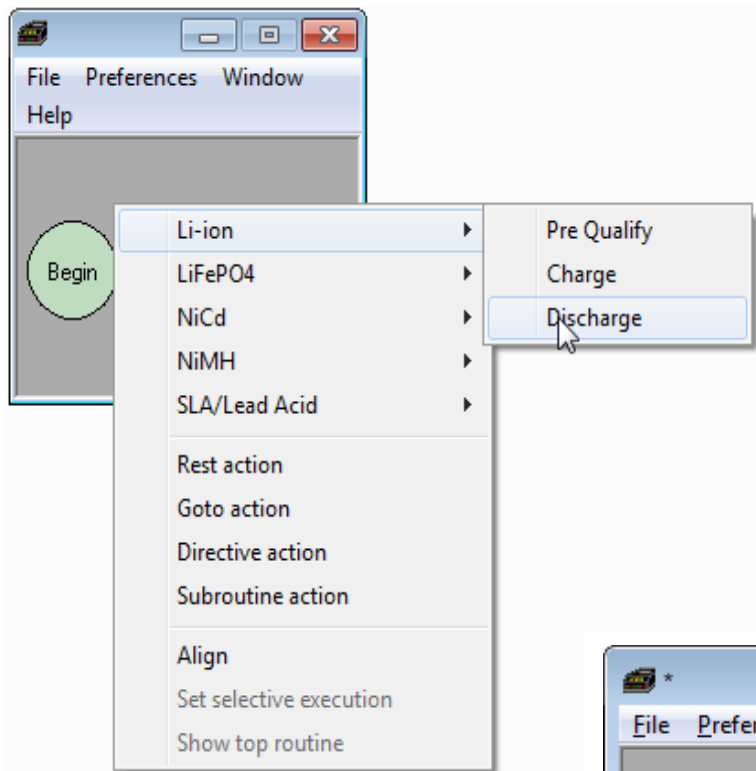 File Preferences Window
Help
Begin
Li-ion
LiFePO4
NiCd
NiMH
SLA/Lead Acid
Rest action
Goto action
Directive action
Subroutine action
Align
Set selective execution
Show top routine
Pre Qualify
Charge
Discharge
*
File Prefer